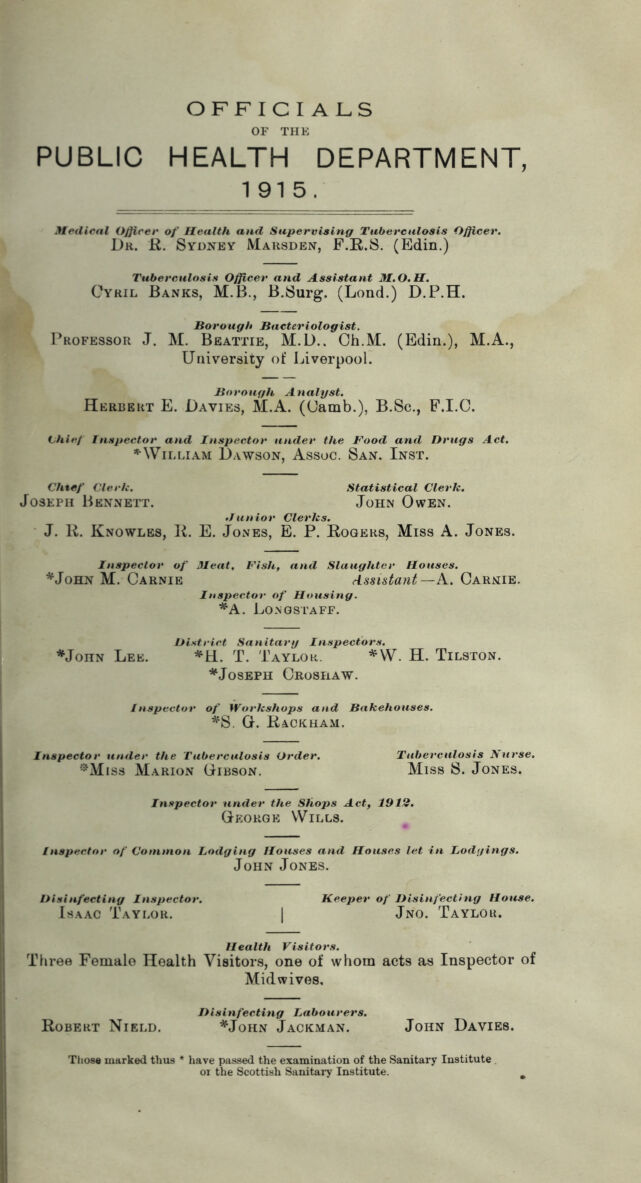 OFFICIALS
OF THE
PUBLIC HEALTH DEPARTMENT,
1915.
Medical Officer of Health and Supervising Tuberculosis Officer.
DR. R. SYDNEY MARSDEN, F.R.S. (Edin.)
Tuberculosis Officer and Assistant M.O.H.
CYRIL BANKS, M.B., B.Surg. (Lond.) D.P.H.
Borough Bacteriologist.
PROFESSOR J. M. BEATTIE, M.D.. Ch.M. (Edin.), M.A.,
University of Liverpool.
Borough Analyst.
HERBERT E. DAVIES, M.A. (Camb.), B.Sc., F.I.C.
Chief Inspector and Inspector under the Food and Drugs Act.
*WILLIAM DAWSON, ASSOC. SAN. INST.
Chief Clerk. Statistical Clerk.
JOSEPH BENNETT. JOHN OWEN.
Junior Clerks.
J. R. KNOWLES, R. E. JONES, E. P. ROGERS, MISS A. JONES.
Inspector of Meat, Fish, and Slaughter Houses.
*JOHN M. CARNIE Assistant—A. CARNIE.
Inspector of Housing.
*A. LONGSTAFF.
District Sanitary Inspectors.
*JOHN LEE. *H. T. TAYLOR. *W. H. TILSTON.
*JOSEPH CROSHAW.
Inspector of Workshops and Bakehouses.
*S. G. RACKHAM.
Inspector under the Tuberculosis Order. Tuberculosis Nurse.
*MISS MARION GIBSON. MISS S. JONES.
Inspector under the Shops Act, 1912.
GEORGE WILLS.
Inspector of Common Lodging Houses and Houses let in Lodgings.
JOHN JONES.
Disinfecting Inspector. Keeper of Disinfecting House.
ISAAC TAYLOR. | JNO. TAYLOR.
Health Visitors.
Three Female Health Visitors, one of whom acts as Inspector of
Midwives.
Disinfecting Labourers.
ROBERT NIELD. *JOHN JACKMAN. JOHN DAVIES.
Those marked thus * have passed the examination of the Sanitary Institute
or the Scottish Sanitary Institute.